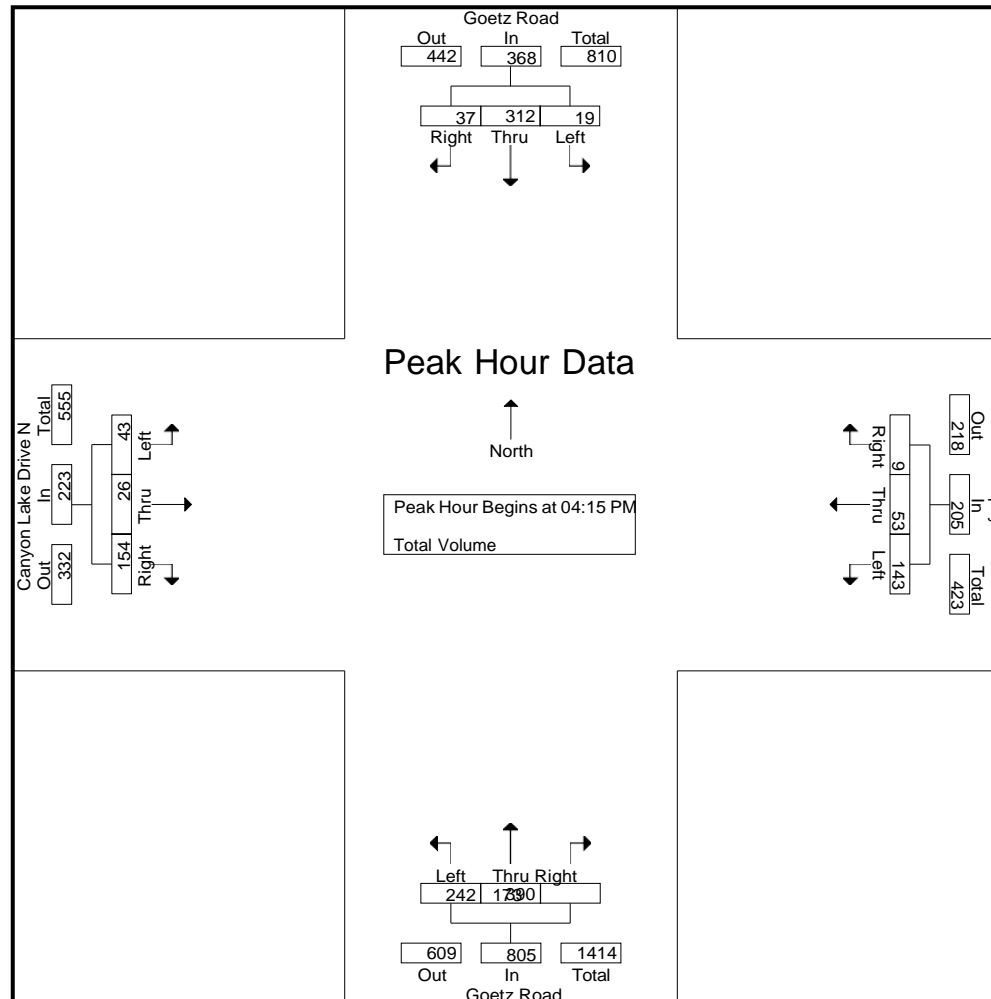 Goetz Road
Out In Total
442 368 810
37 312 19
Right Thru Left
Peak Hour Data
North
Peak Hour Begins at 04:15 PM
Total Volume
Canyon Lake Drive N
Out In Total
332 223 555
43 26 154
Left Thru Right
Right Thru Left
9 53 143
Out In Total
218 205 423
Left Thru Right
242 173 390
609 805 1414
Out In Total
Goetz Road